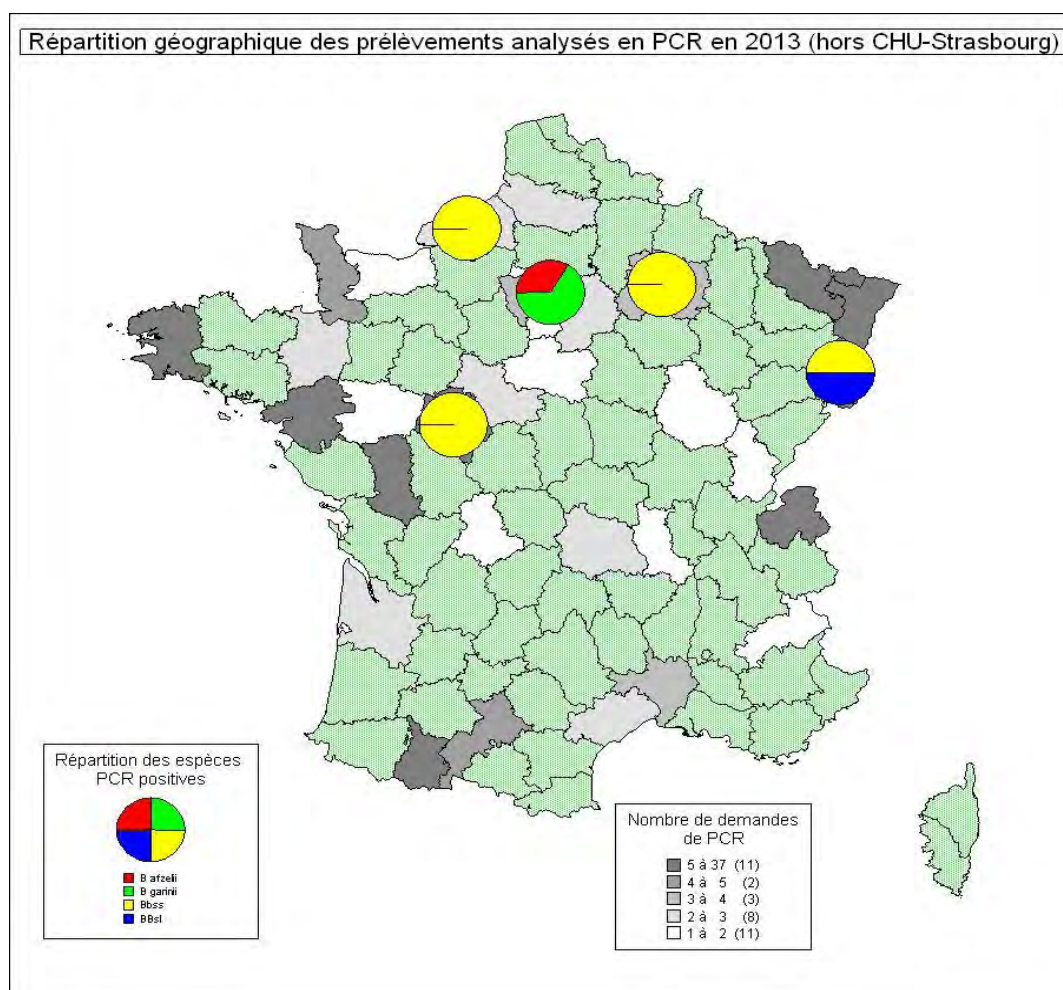 Répartition géographique des prélèvements analysés en PCR en 2013 (hors CHU-Strasbourg)
Répartition des espèces
PCR positives
B afzelii
B garinii
Bbss
BBsl
Nombre de demandes
de PCR
5 à 37 (11)
4 à 5 (2)
3 à 4 (3)
2 à 3 (8)
1 à 2 (11)